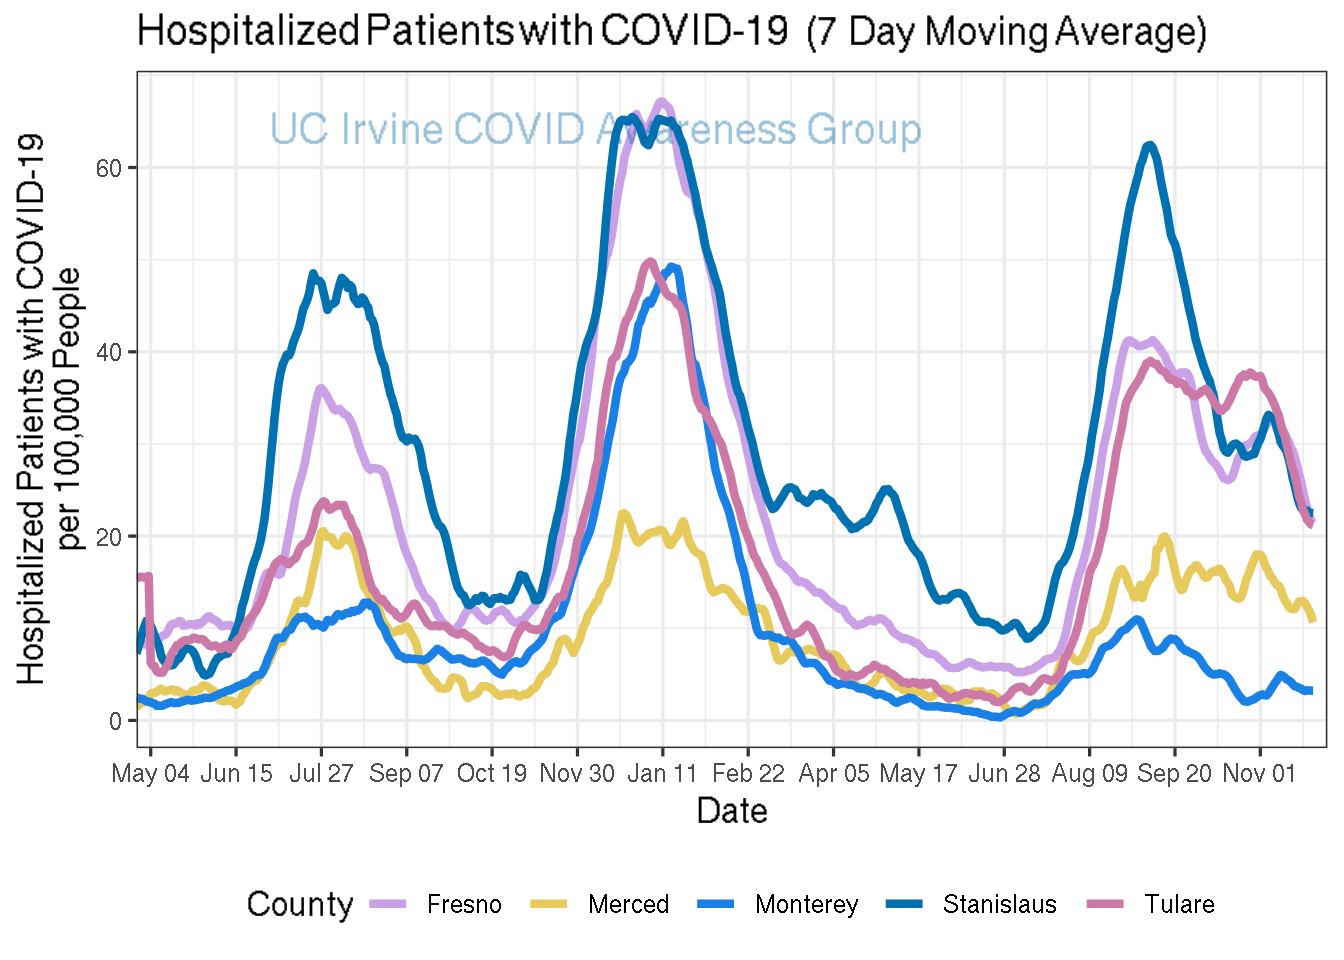 Hospitalized Patients with COVID-19 (7 Day Moving Average)
UC Irvine COVID Awareness Group
Hospitalized Patients with COVID-19
per 100,000 People
60
40
20
0
May 04 Jun 15 Jul 27 Sep 07 Oct 19 Nov 30 Jan 11 Feb 22 Apr 05 May 17 Jun 28 Aug 09 Sep 20 Nov 01
Date
County Fresno Merced Monterey Stanislaus Tulare